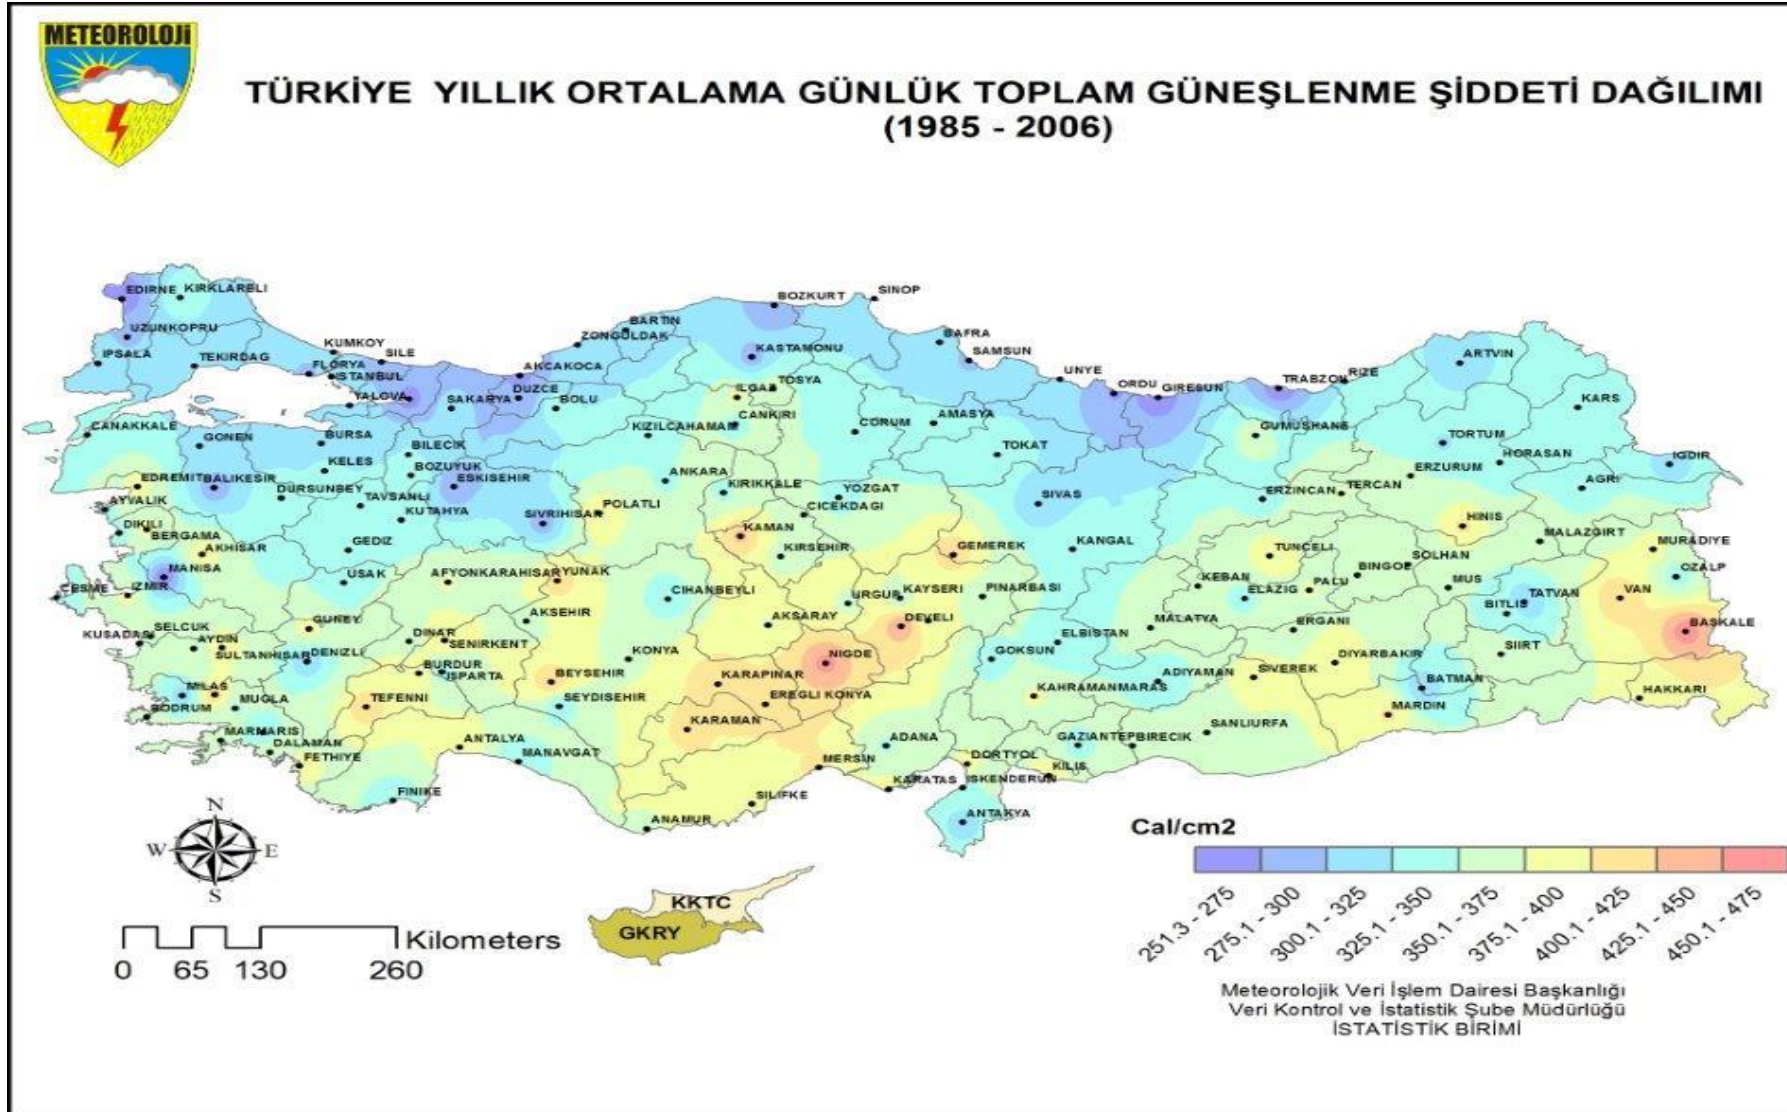 METEOROLOJi
TÜRKİYE YILLIK ORTALAMA GÜNLÜK TOPLAM GÜNEŞLENME ŞİDDETİ DAĞILIMI
(1985 - 2006)
EDIRNE
KIRKLARELI
UZUNKOPRU
IPSALA
TEKIRDAG
KUMKOY
SILE
FLORYA
ISTANBUL
YALOVA
SAKARYA
AKCAKOCA
DUZCE
BOLU
ZONGULDAK
BARTIN
BOZKURT
SINOP
KASTAMONU
BAFRA
SAMSUN
UNYE
ORDU
GIRESUN
TRABZON
RIZE
ARTVIN
KARS
ILGAZ
TOSYA
CANKIRI
KIZILCAHAMAM
CORUM
AMASYA
TOKAT
GUMUSHANE
TORTUM
HORASAN
IGDIR
CANAKKALE
GONEN
BURSA
BILECIK
KELES
BOZUYUK
EDREMIT
BALIKESIR
DURSUNBEY
TAVSANLI
ESKISEHIR
ANKARA
KIRIKKALE
YOZGAT
SIVAS
ERZINCAN
TERCAN
ERZURUM
AGRI
AYVALIK
KUTAHYA
SIVRIHISAR
POLATLI
CICEKDAGI
DIKILI
BERGAMA
AKHISAR
GEDIZ
KAMAN
KIRSEHIR
GEMEREK
KANGAL
TUNCELI
HINIS
MALAZGIRT
MURADIYE
SOLHAN
MANISA
USAK
AFYONKARAHISAR
YUNAK
CIHANBEYLI
URGUP
KAYSERI
PINARBASI
KEBAN
ELAZIG
PALU
BINGOL
MUS
BITLIS
TATVAN
OZALP
VAN
CESME
IZMIR
AKSEHIR
AKSARAY
DEVELI
MALATYA
ERGANI
BASKALE
KUSADASI
SELCUK
AYDIN
SULTANHISAR
GUNEY
DENIZLI
DINAR
SENIRKENT
KONYA
NIGDE
GOKSUN
ELBISTAN
SIIRT
BURDUR
ISPARTA
BEYSEHIR
KARAPINAR
EREGLI KONYA
KAHRAMANMARAS
ADIYAMAN
SIVEREK
DIYARBAKIR
BATMAN
HAKKARI
MILAS
MUGLA
TEFENNI
SEYDISEHIR
BODRUM
KARAMAN
SANLIURFA
MARDIN
MARMARIS
DALAMAN
FETHIYE
ANTALYA
MANAVGAT
MERSIN
ADANA
DORTYOL
GAZIANTEP
BIRECIK
KILIS
FINIKE
SILIFKE
KARATAS
ISKENDERUN
ANAMUR
ANTAKYA
N
W E
S
KKTC
GKRY
Kilometers
0 65 130 260
Cal/cm2
251.3 - 275
275.1 - 300
300.1 - 325
325.1 - 350
350.1 - 375
375.1 - 400
400.1 - 425
425.1 - 450
450.1 - 475
Meteorolojik Veri İşlem Dairesi Başkanlığı
Veri Kontrol ve İstatistik Şube Müdürlüğü
İSTATİSTİK BİRİMİ